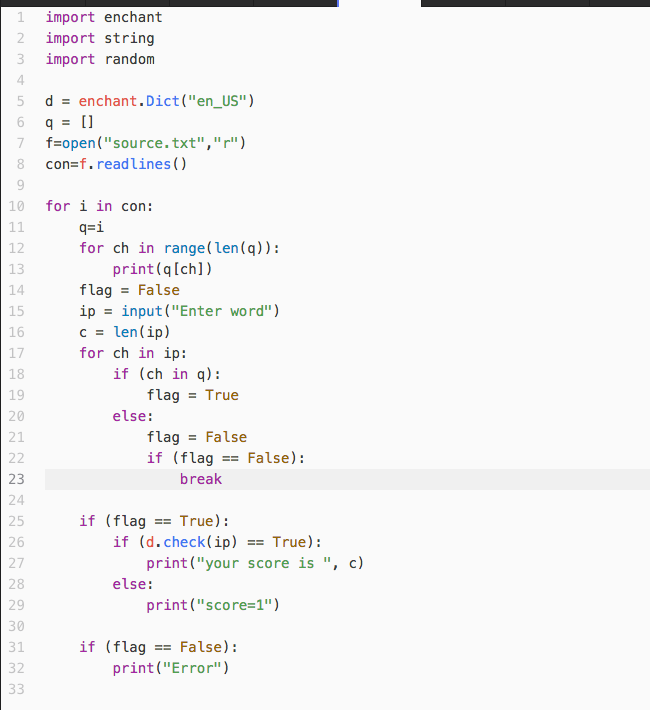 1 import enchant
2 import string
3 import random
4
5 d = enchant.Dict("en_US")
6 q = []
7 f=open("source.txt","r")
8 con=f.readlines()
9
10 for i in con:
11     q=i
12     for ch in range(len(q)):
13         print(q[ch])
14     flag = False
15     ip = input("Enter word")
16     c = len(ip)
17     for ch in ip:
18         if (ch in q):
19             flag = True
20         else:
21             flag = False
22             if (flag == False):
23                 break
24
25     if (flag == True):
26         if (d.check(ip) == True):
27             print("your score is ", c)
28         else:
29             print("score=1")
30
31     if (flag == False):
32         print("Error")
33